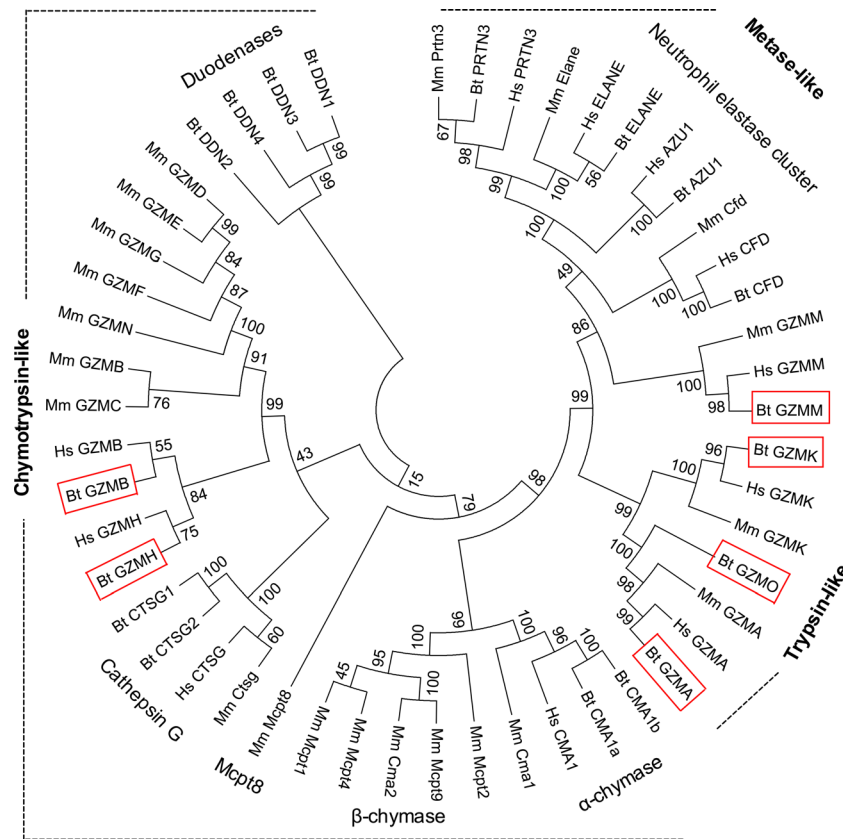 Metase-like
Neutrophil elastase cluster
Mm Prtn3
Bt PRTN3
Hs PRTN3
Mm Elane
Hs ELANE
Bt ELANE
Hs AZU1
Bt AZU1
Mm Cfd
Hs CFD
Bt CFD
Mm GZMM
Hs GZMM
Bt GZMM
Bt GZMK
Hs GZMK
Mm GZMK
Bt GZMO
Mm GZMA
Hs GZMA
Bt GZMA
Trypsin-like
Bt CMA1b
Bt CMA1a
Hs CMA1
Mm Cma1
α-chymase
Mm Mcpt2
Mm Mcpt9
Mm Cma2
Mm Mcpt4
Mm Mcpt1
β-chymase
Mm Mcpt8
Mcpt8
Mm Ctsg
Hs CTSG
Bt CTSG2
Bt CTSG1
Cathepsin G
Bt GZMH
Hs GZMH
Bt GZMB
Hs GZMB
Mm GZMC
Mm GZMB
Mm GZMN
Mm GZMF
Mm GZMG
Mm GZME
Mm GZMD
Chymotrypsin-like
Bt DDN2
Bt DDN4
Bt DDN3
Bt DDN1
Duodenases
67
98
99
100
56
100
100
49
100
100
86
100
98
99
96
100
99
100
98
99
98
100
96
100
99
100
95
45
100
79
15
43
100
100
60
99
84
55
75
91
76
100
87
84
99
99
99